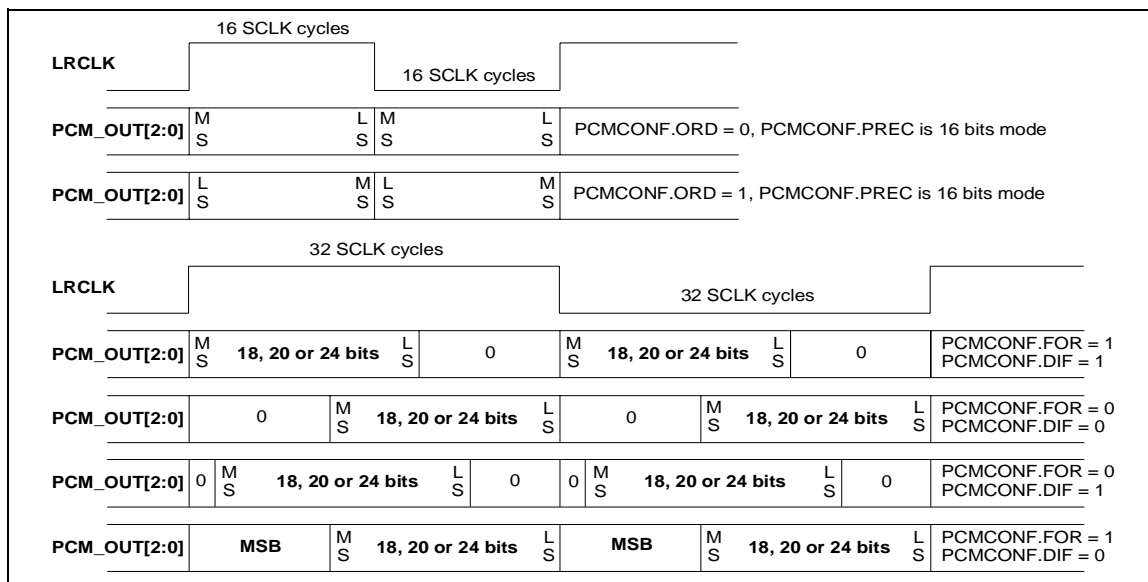 16 SCLK cycles
LRCLK
16 SCLK cycles
PCM_OUT[2:0] M S L S M S L S PCMCONF.ORD = 0, PCMCONF.PREC is 16 bits mode
PCM_OUT[2:0] L S M S L S M S PCMCONF.ORD = 1, PCMCONF.PREC is 16 bits mode
32 SCLK cycles
LRCLK
32 SCLK cycles
PCM_OUT[2:0] M S 18, 20 or 24 bits L S 0 M S 18, 20 or 24 bits L S 0 PCMCONF.FOR = 1
PCMCONF.DIF = 1
PCM_OUT[2:0] 0 M S 18, 20 or 24 bits L S 0 M S 18, 20 or 24 bits L S PCMCONF.FOR = 0
PCMCONF.DIF = 0
PCM_OUT[2:0] 0 M S 18, 20 or 24 bits L S 0 0 M S 18, 20 or 24 bits L S 0 PCMCONF.FOR = 0
PCMCONF.DIF = 1
PCM_OUT[2:0] MSB M S 18, 20 or 24 bits L S MSB M S 18, 20 or 24 bits L S PCMCONF.FOR = 1
PCMCONF.DIF = 0